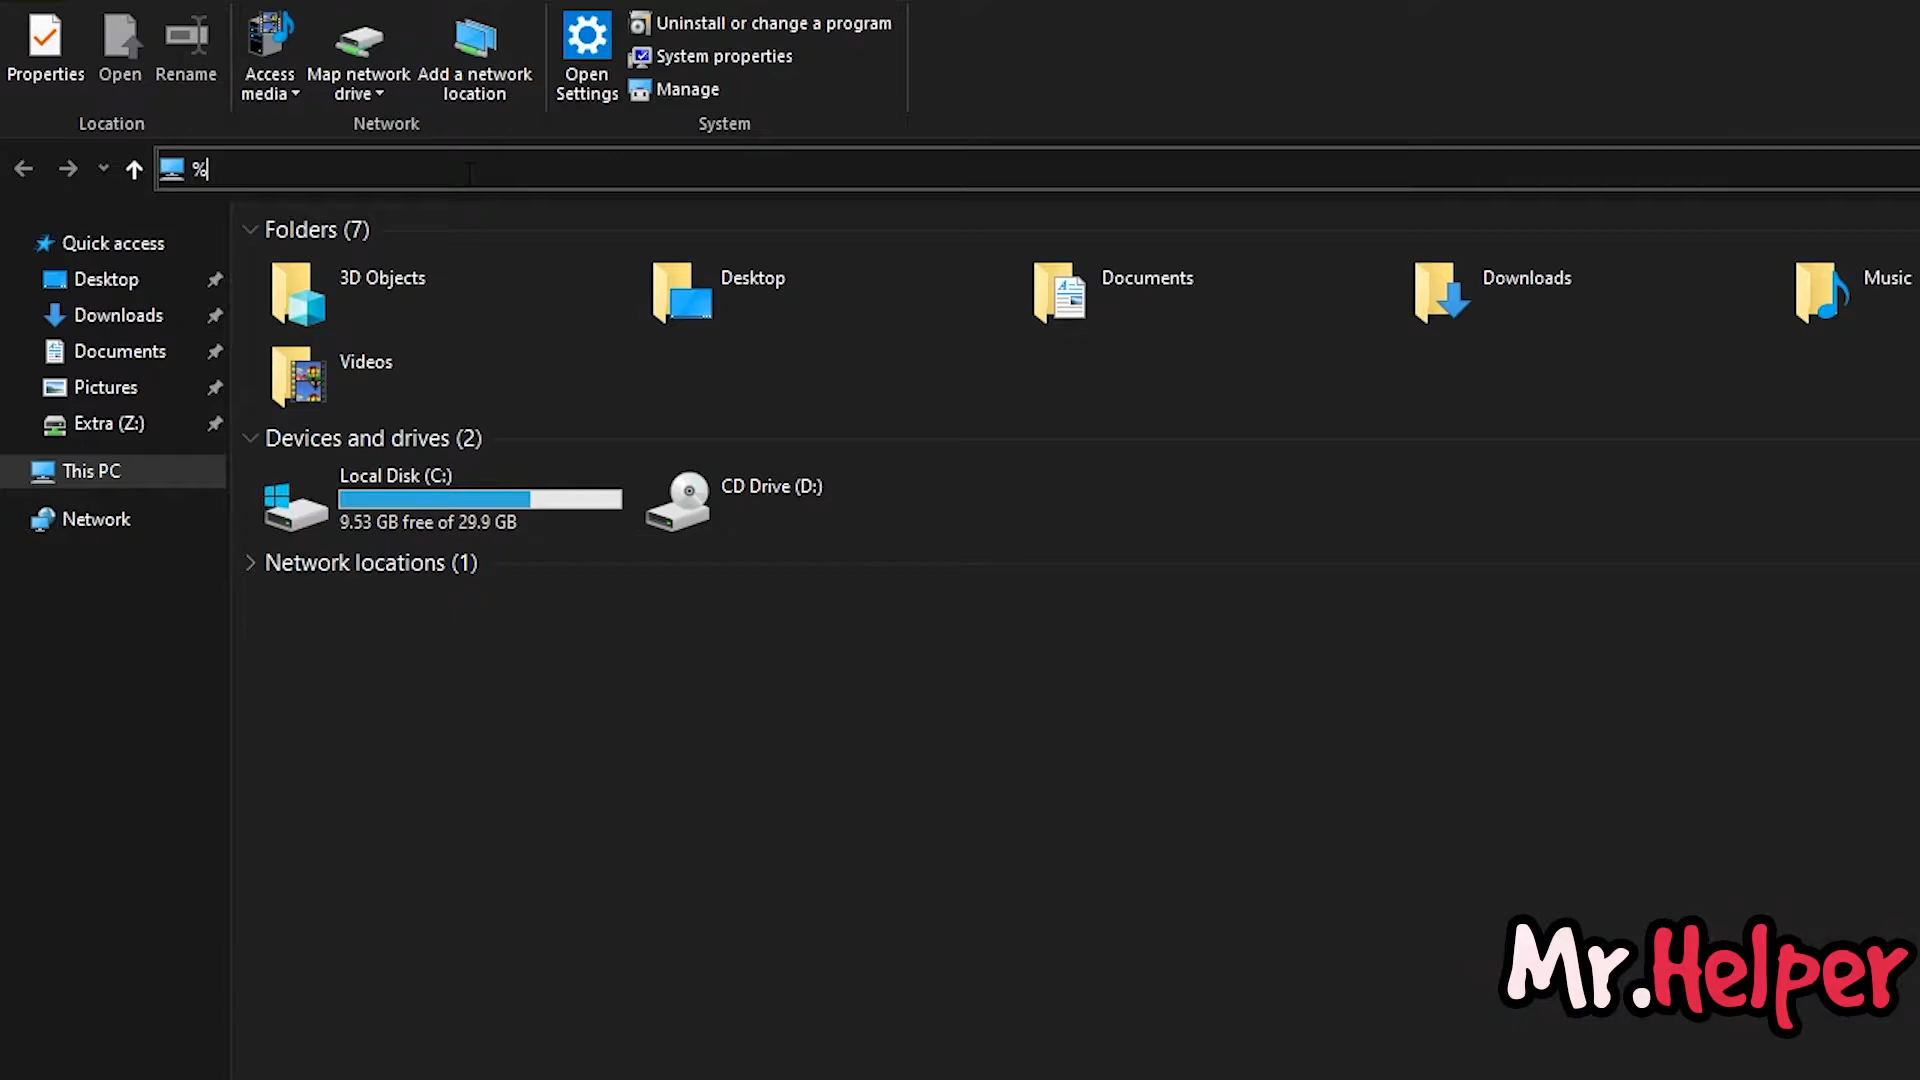 Properties
Open
Rename
Access media
Map network drive
Add a network location
Open Settings
Uninstall or change a program
System properties
Manage
Location
Network
System
%
Quick access
Desktop
Downloads
Documents
Pictures
Extra (Z:)
This PC
Network
Folders (7)
3D Objects
Desktop
Documents
Downloads
Music
Videos
Devices and drives (2)
Local Disk (C:)
9.53 GB free of 29.9 GB
CD Drive (D:)
Network locations (1)
Mr.Helper